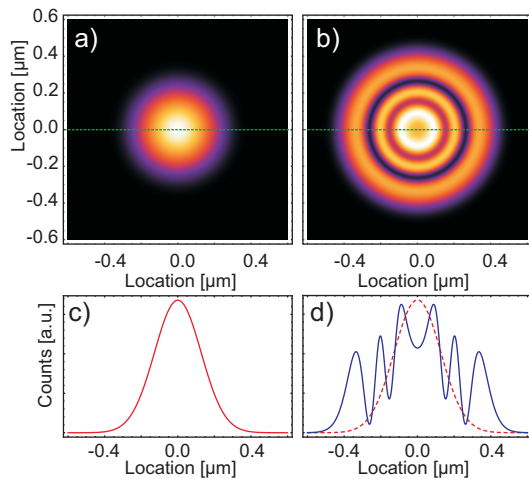 0.6
0.4
0.2
0.0
-0.2
-0.4
-0.6
Location [µm]
a)
b)
-0.4 0.0 0.4
Location [µm]
-0.4 0.0 0.4
Location [µm]
Counts [a.u.]
c)
d)
-0.4 0.0 0.4
Location [µm]
-0.4 0.0 0.4
Location [µm]